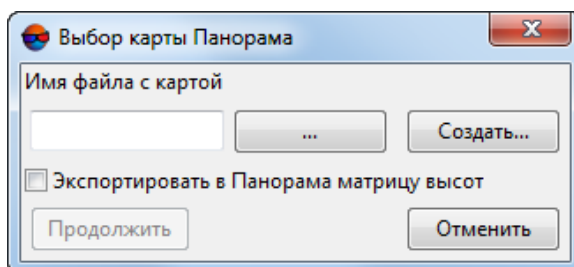 Выбор карты Панорама
Имя файла с картой
... Создать...
Экспортировать в Панорама матрицу высот
Продолжить Отменить